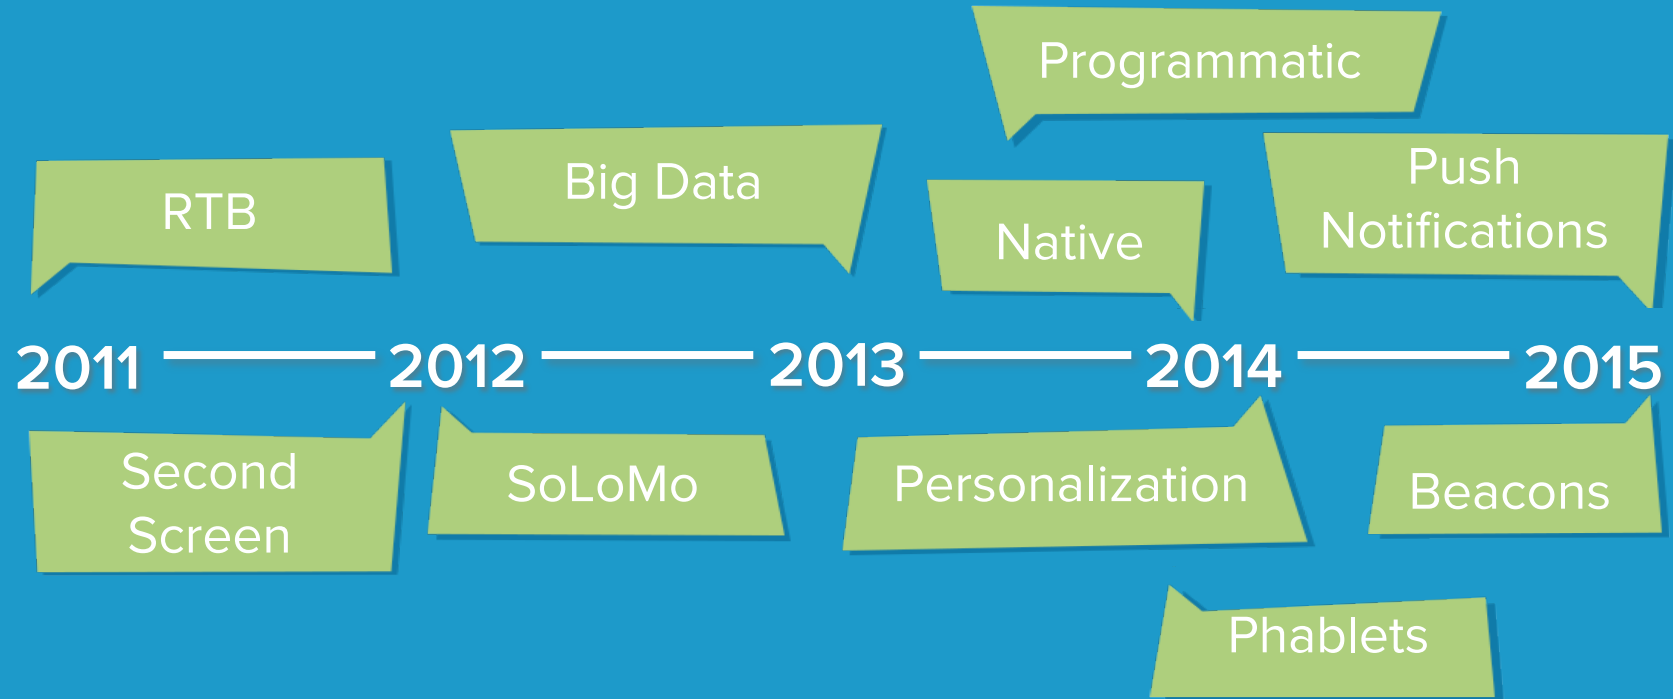 Programmatic
RTB
Big Data
Native
Push
Notifications
2011 2012 2013 2014 2015
Second
Screen
SoLoMo
Personalization
Beacons
Phablets